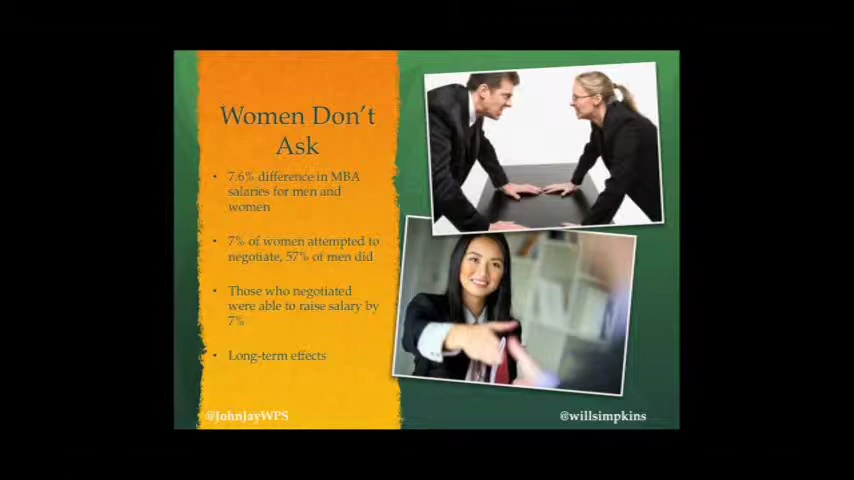 Women Don't
Ask
• 7.6% difference in MBA
salaries for men and
women
• 7% of women attempted to
negotiate, 57% of men did
• Those who negotiated
were able to raise salary by
7%
• Long-term effects
@JohnJayWPS
@willsimpkins